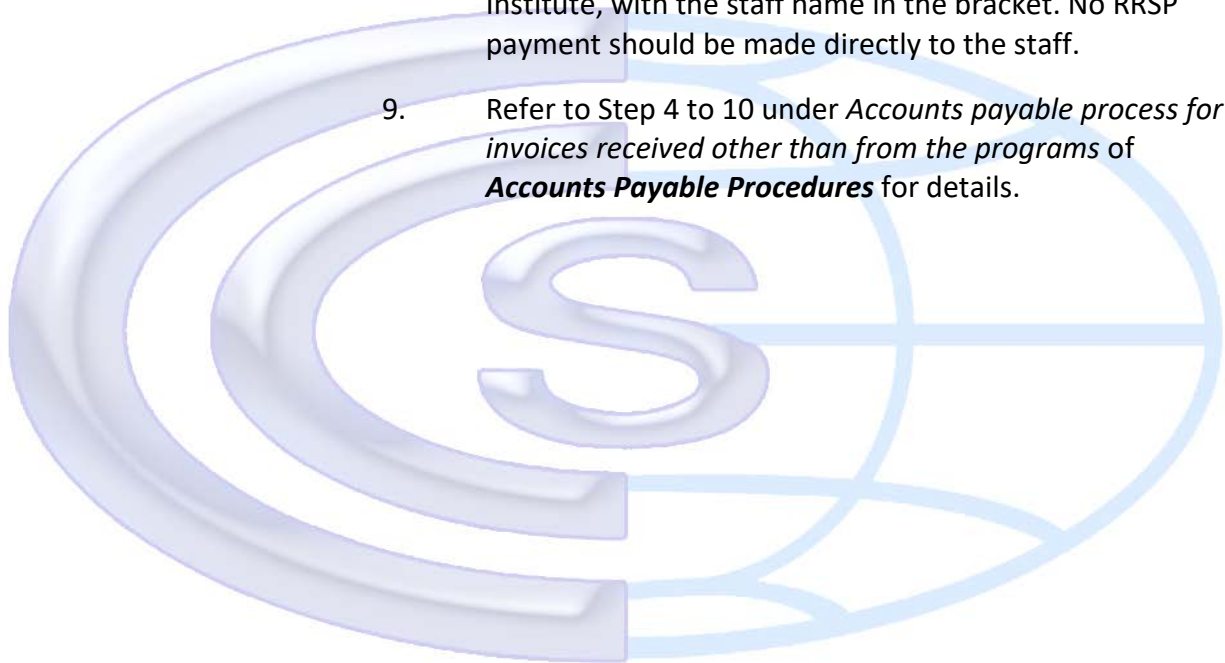 Institute, with the staff name in the bracket. No RRSP
payment should be made directly to the staff.
9. Refer to Step 4 to 10 under Accounts payable process for
invoices received other than from the programs of
Accounts Payable Procedures for details.
CCS